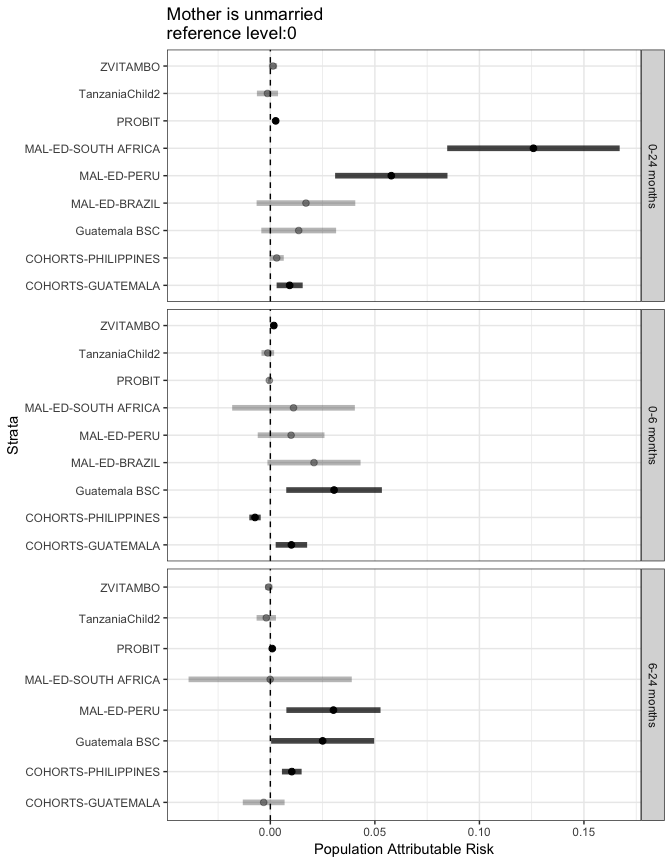 Mother is unmarried
reference level:0
ZVITAMBO
TanzaniaChild2
PROBIT
MAL-ED-SOUTH AFRICA
MAL-ED-PERU
MAL-ED-BRAZIL
Guatemala BSC
COHORTS-PHILIPPINES
COHORTS-GUATEMALA
0-24 months
ZVITAMBO
TanzaniaChild2
PROBIT
MAL-ED-SOUTH AFRICA
MAL-ED-PERU
MAL-ED-BRAZIL
Guatemala BSC
COHORTS-PHILIPPINES
COHORTS-GUATEMALA
0-6 months
ZVITAMBO
TanzaniaChild2
PROBIT
MAL-ED-SOUTH AFRICA
MAL-ED-PERU
Guatemala BSC
COHORTS-PHILIPPINES
COHORTS-GUATEMALA
6-24 months
Strata
0.00
0.05
0.10
0.15
Population Attributable Risk